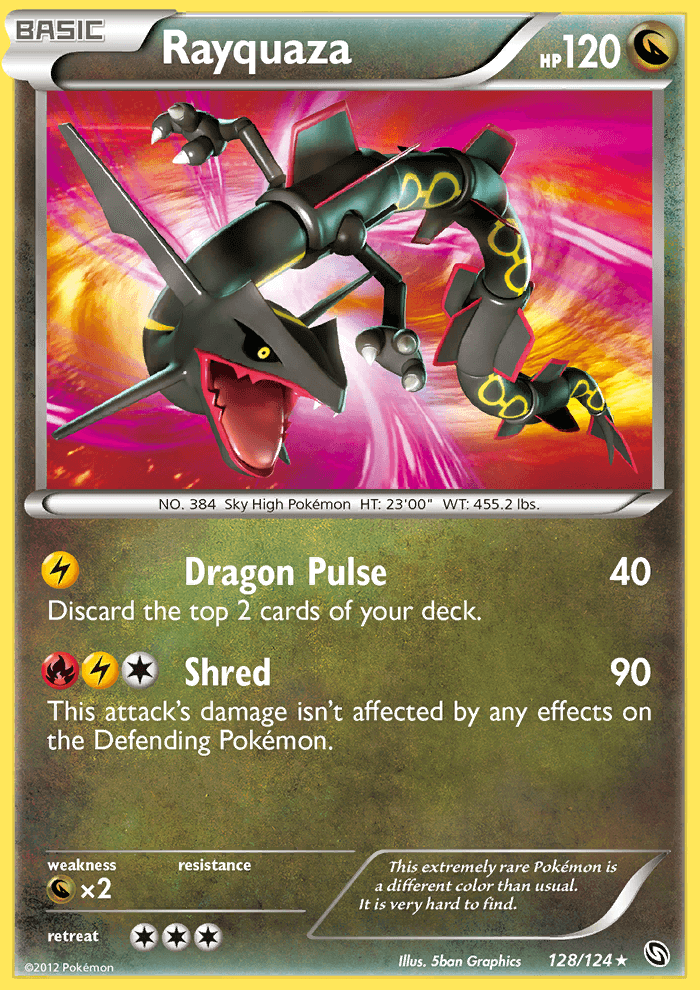 BASIC
Rayquaza
HP120
NO. 384 Sky High Pokémon HT: 23'00" WT: 455.2 lbs.
Dragon Pulse 40
Discard the top 2 cards of your deck.
Shred 90
This attack's damage isn't affected by any effects on
the Defending Pokémon.
weakness
×2
resistance
retreat
This extremely rare Pokémon is
a different color than usual.
It is very hard to find.
©2012 Pokémon
Illus. 5ban Graphics
128/124 ★